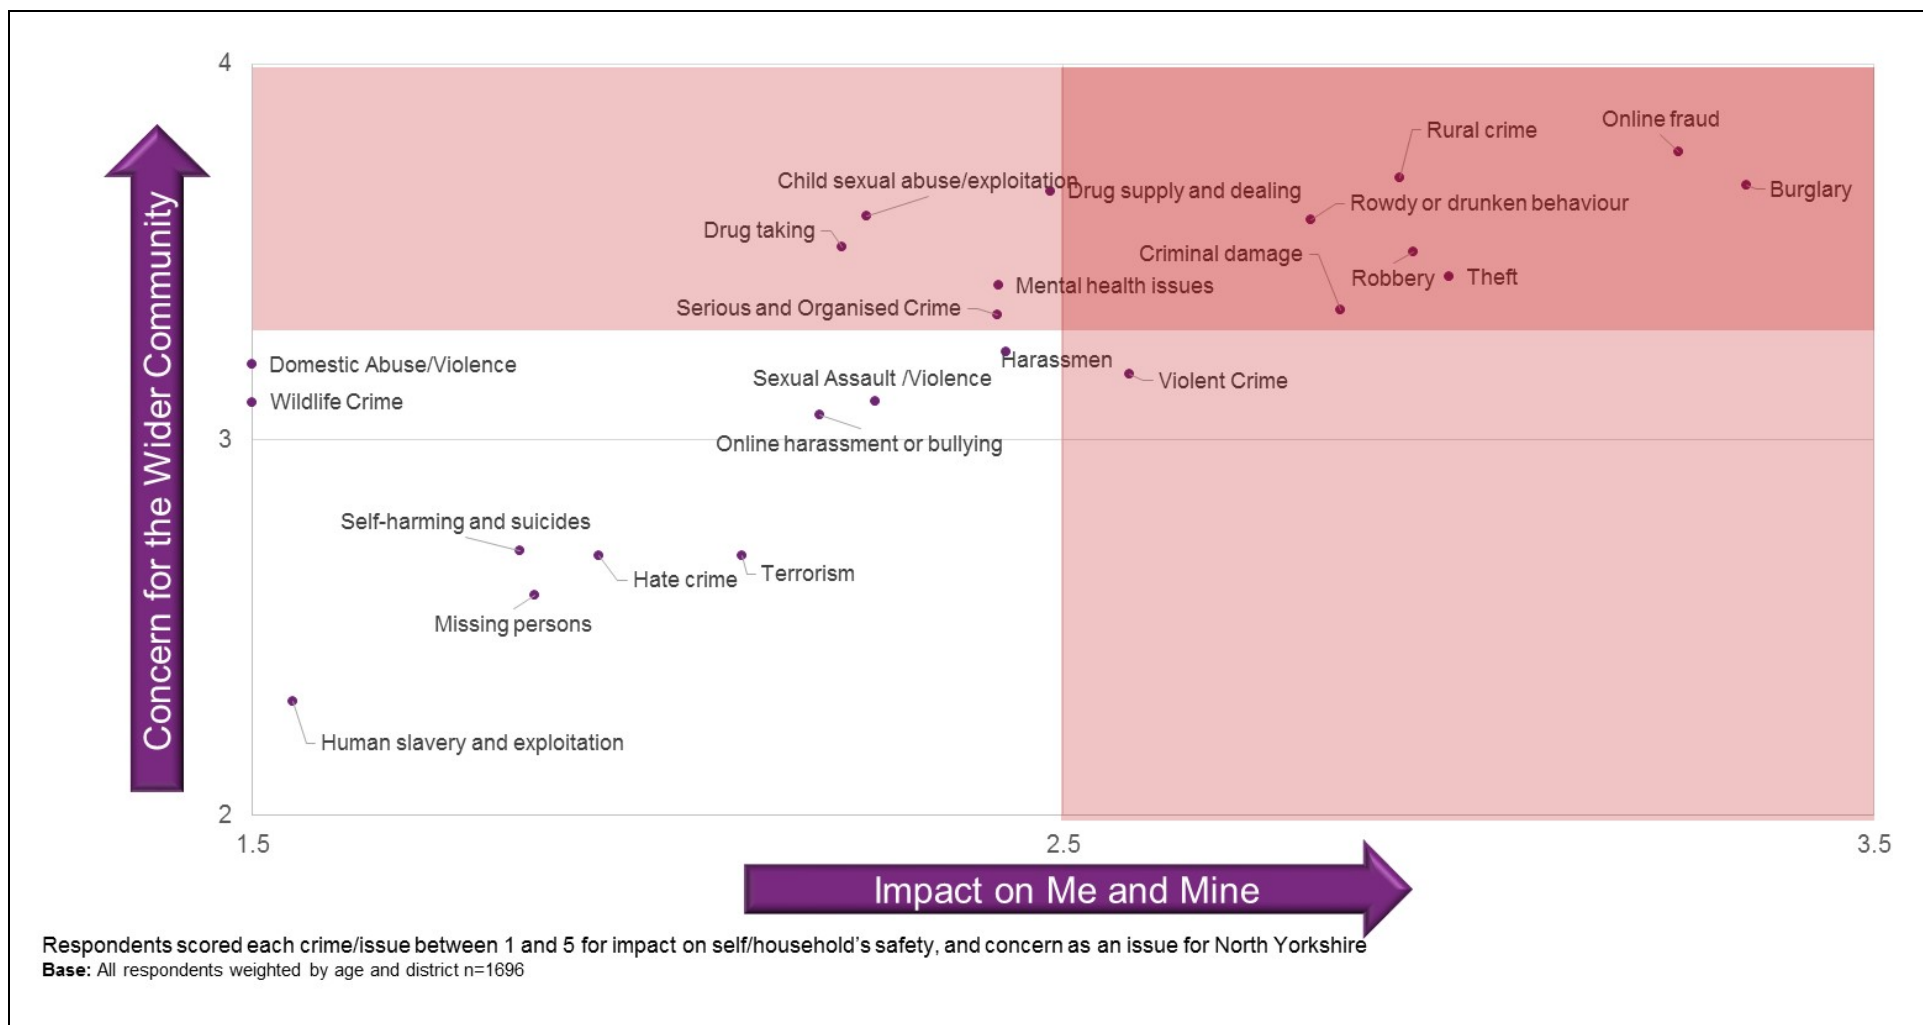 4
Online fraud
Rural crime
Child sexual abuse/exploitation
Drug supply and dealing
Burglary
Rowdy or drunken behaviour
Drug taking
Criminal damage
Robbery
Theft
Mental health issues
Serious and Organised Crime
Harassmen
Domestic Abuse/Violence
Sexual Assault /Violence
Violent Crime
Wildlife Crime
3
Online harassment or bullying
Self-harming and suicides
Hate crime
Terrorism
Missing persons
Human slavery and exploitation
2
1.5
2.5
3.5
Concern for the Wider Community
Impact on Me and Mine
Respondents scored each crime/issue between 1 and 5 for impact on self/household’s safety, and concern as an issue for North Yorkshire
Base: All respondents weighted by age and district n=1696